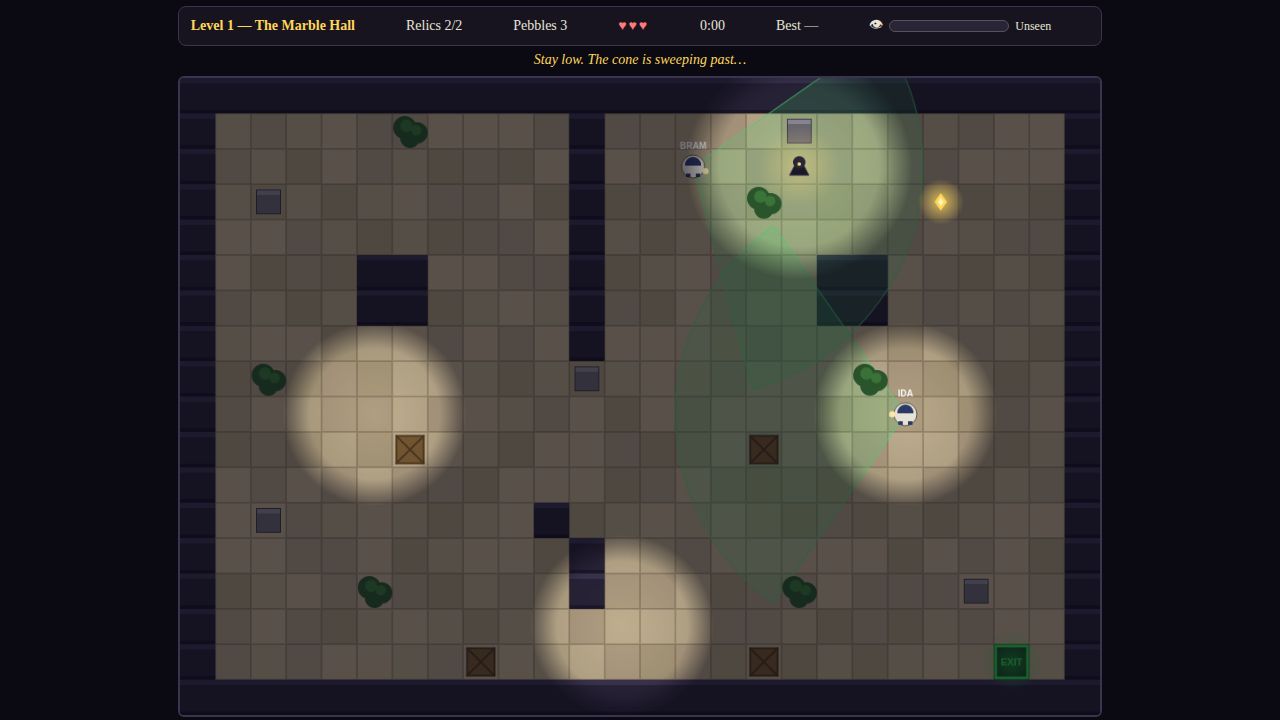 Level 1 — The Marble Hall Relics 2/2 Pebbles 3 ♥♥♥ 0:00 Best — Unseen
Stay low. The cone is sweeping past…
BRAM
IDA
EXIT